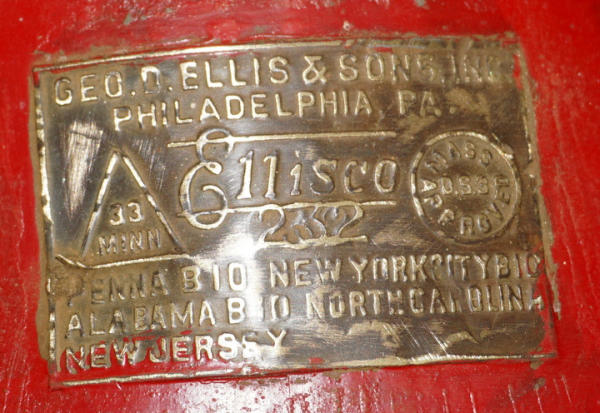 GEO. D. ELLIS & SONS, INC
PHILADELPHIA, PA.
Ellisco
232
33
MINN
MASS
APPROVED
PENNA B10 NEW YORK CITY B10
ALABAMA B 10 NORTH CAROLINA
NEW JERSEY